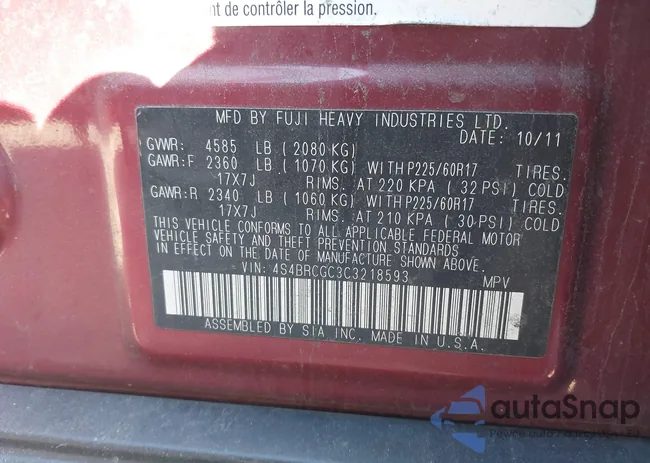 nt de contrôler la pression.
MFD BY FUJI HEAVY INDUSTRIES LTD.
DATE: 10/11
GVWR: 4585 LB (2080 KG)
GAWR:F 2360 LB (1070 KG) WITH P225/60R17 TIRES.
17X7J RIMS. AT 220 KPA (32 PSI) COLD
GAWR:R 2340 LB (1060 KG) WITH P225/60R17 TIRES.
17X7J RIMS. AT 210 KPA (30 PSI) COLD
THIS VEHICLE CONFORMS TO ALL APPLICABLE FEDERAL MOTOR
VEHICLE SAFETY AND THEFT PREVENTION STANDARDS
IN EFFECT ON THE DATE OF MANUFACTURE SHOWN ABOVE.
VIN: 4S4BRCGC3C3218593 MPV
ASSEMBLED BY SIA INC. MADE IN U.S.A.
autaSnap